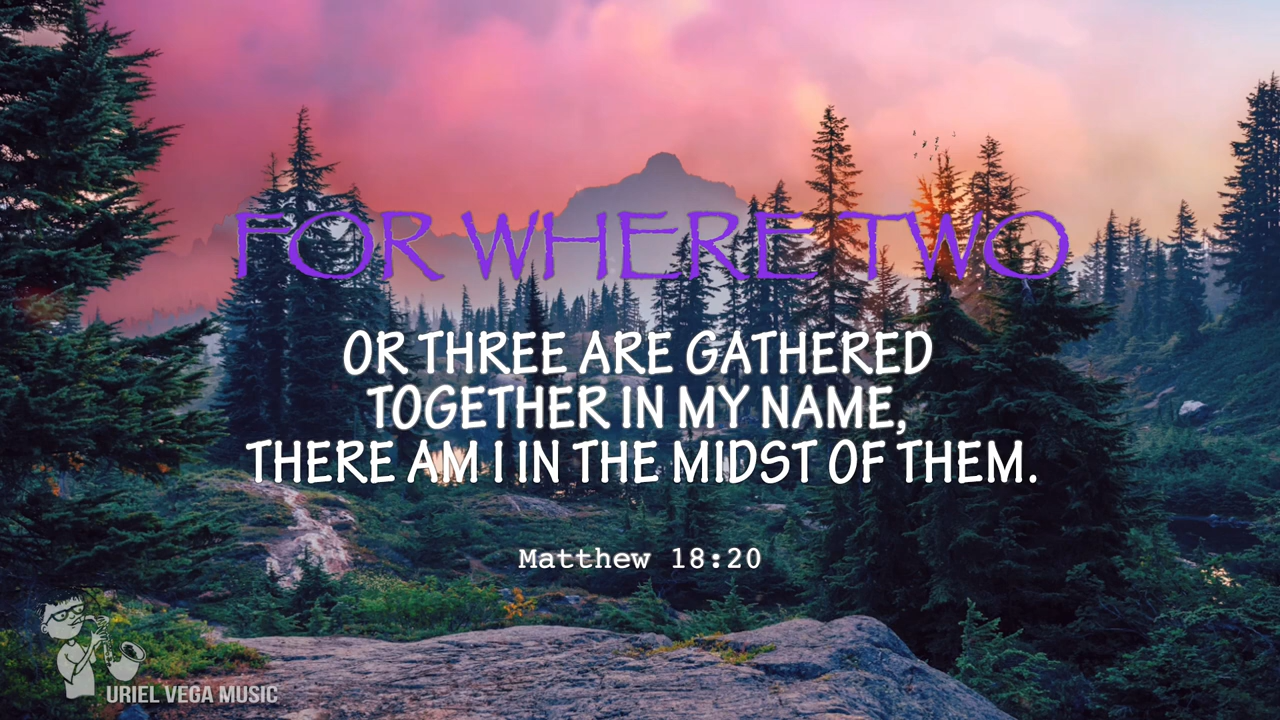 FOR WHERE TWO
OR THREE ARE GATHERED
TOGETHER IN MY NAME,
THERE AM I IN THE MIDST OF THEM.
Matthew 18:20
URIEL VEGA MUSIC